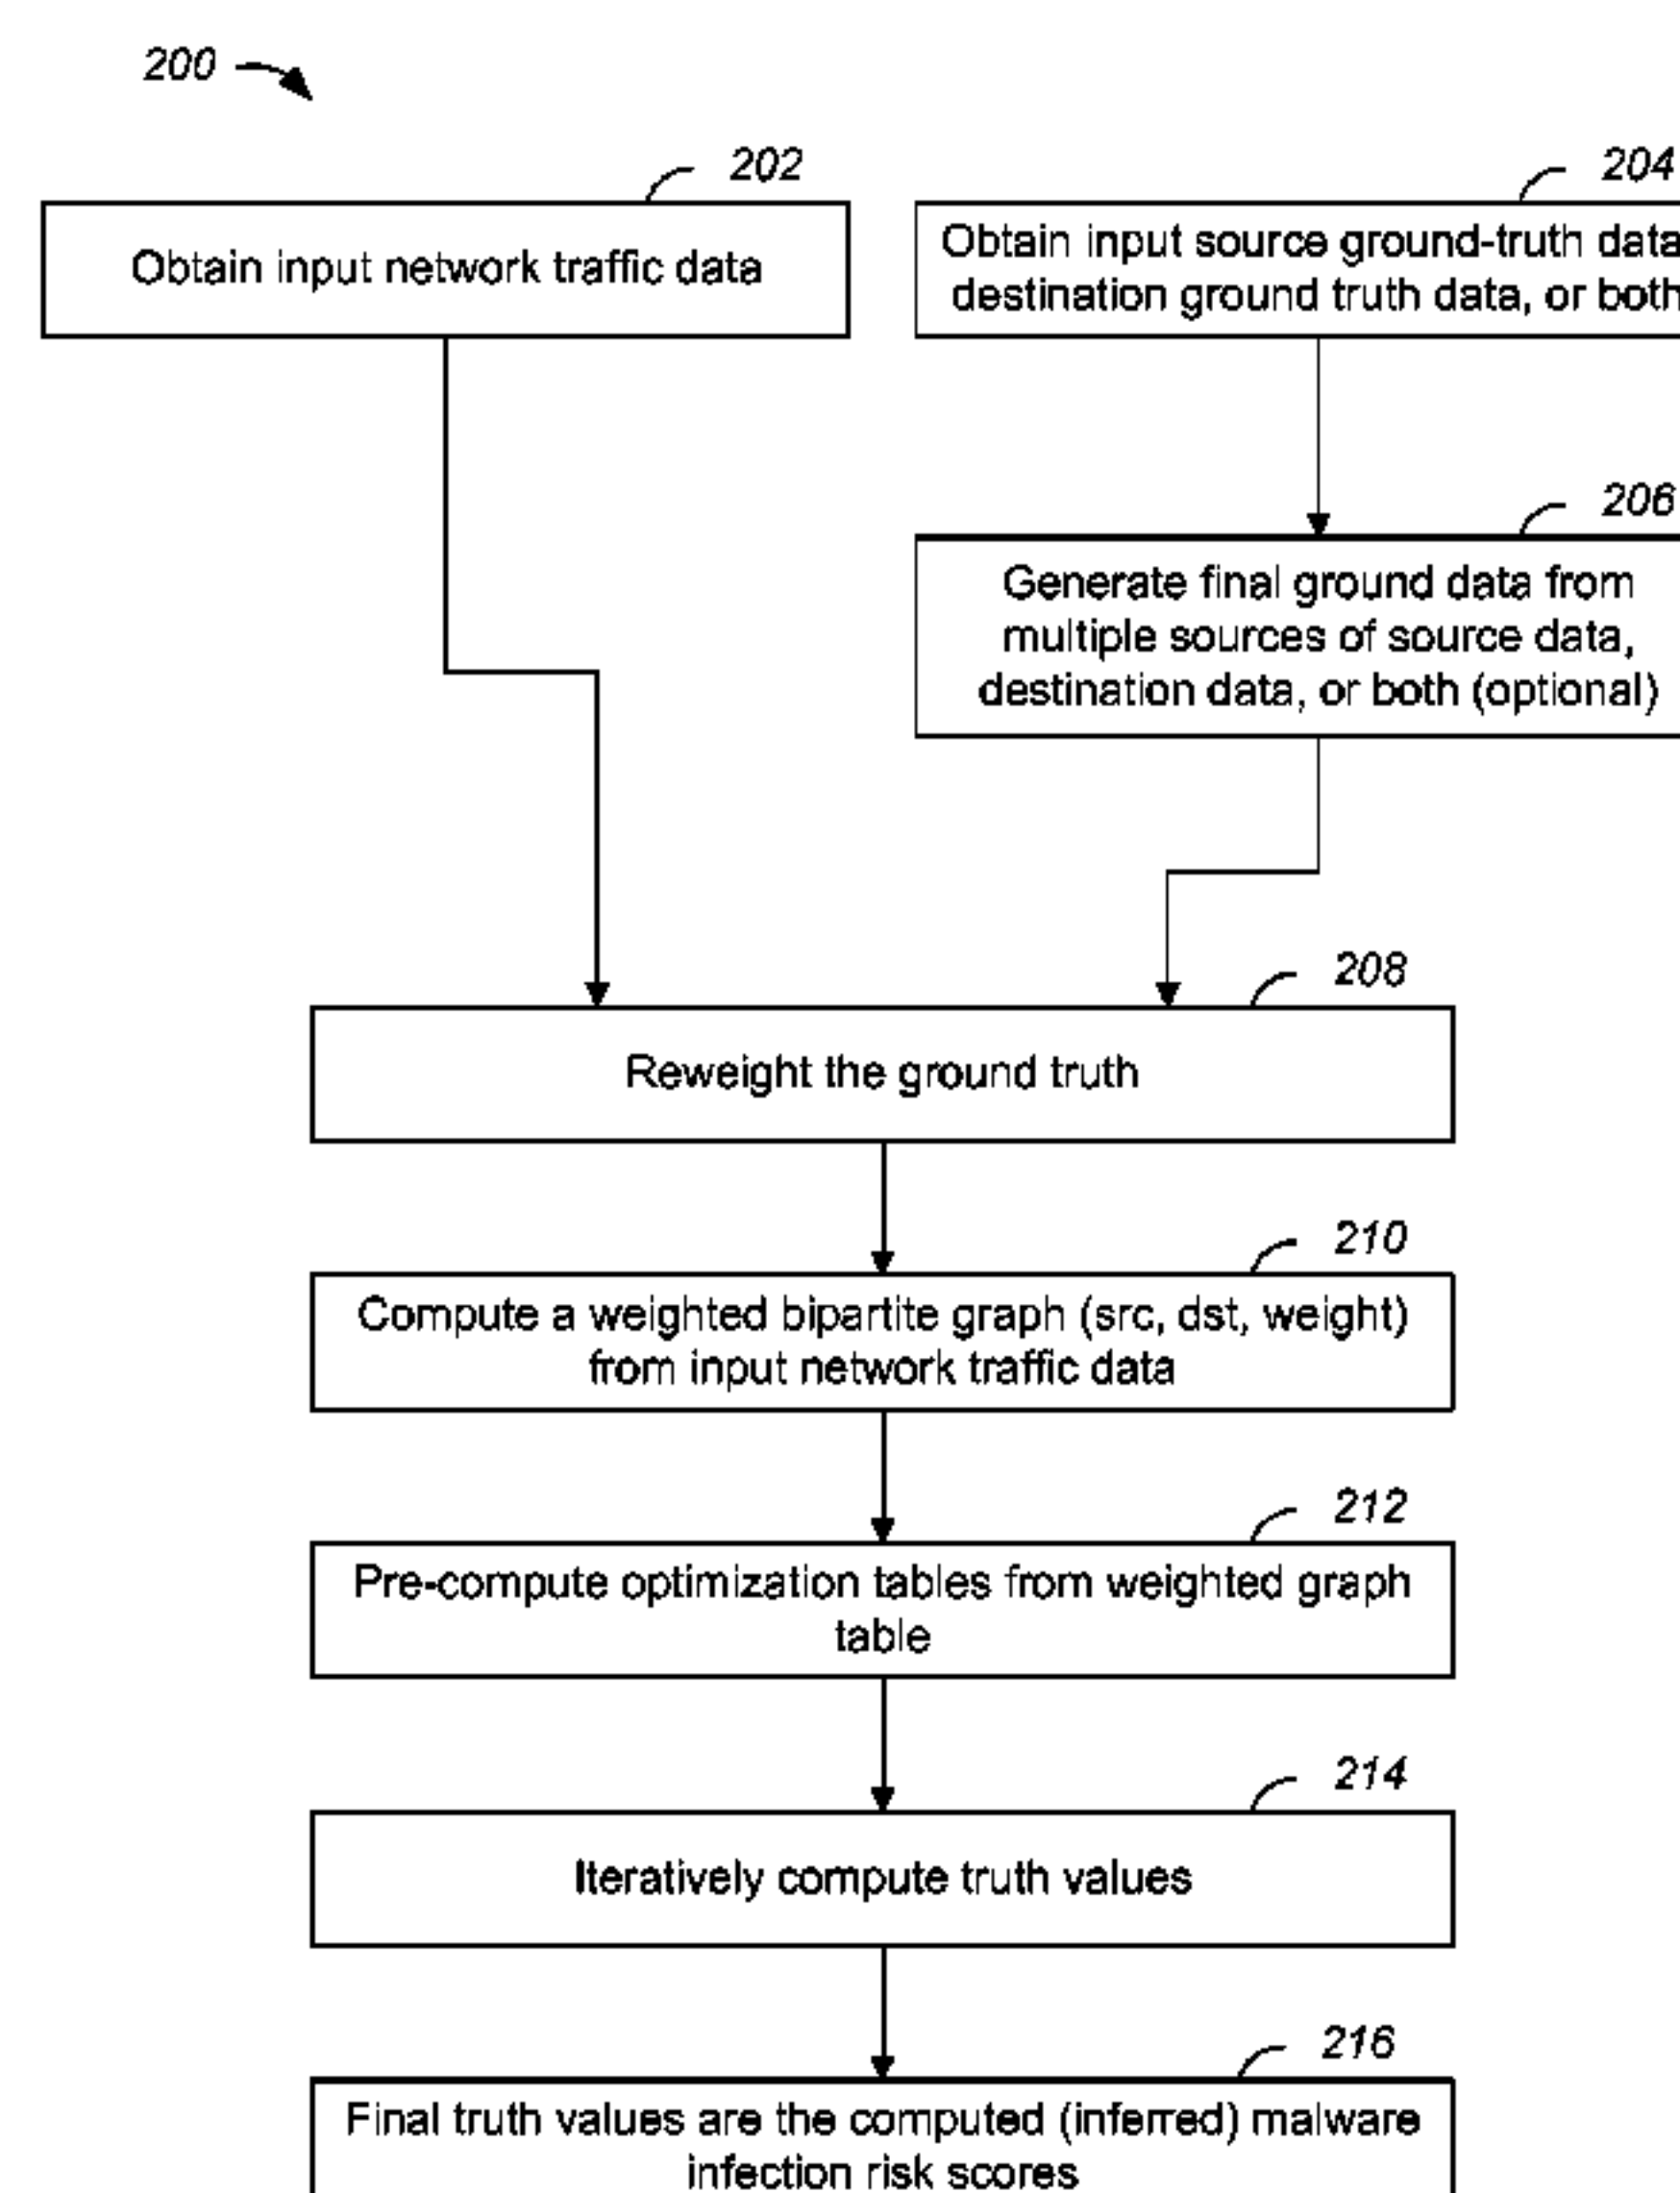 200
202
Obtain input network traffic data
204
Obtain input source ground-truth data
destination ground truth data, or both
206
Generate final ground data from
multiple sources of source data,
destination data, or both (optional)
208
Reweight the ground truth
210
Compute a weighted bipartite graph (src, dst, weight)
from input network traffic data
212
Pre-compute optimization tables from weighted graph
table
214
Iteratively compute truth values
216
Final truth values are the computed (inferred) malware
infection risk scores